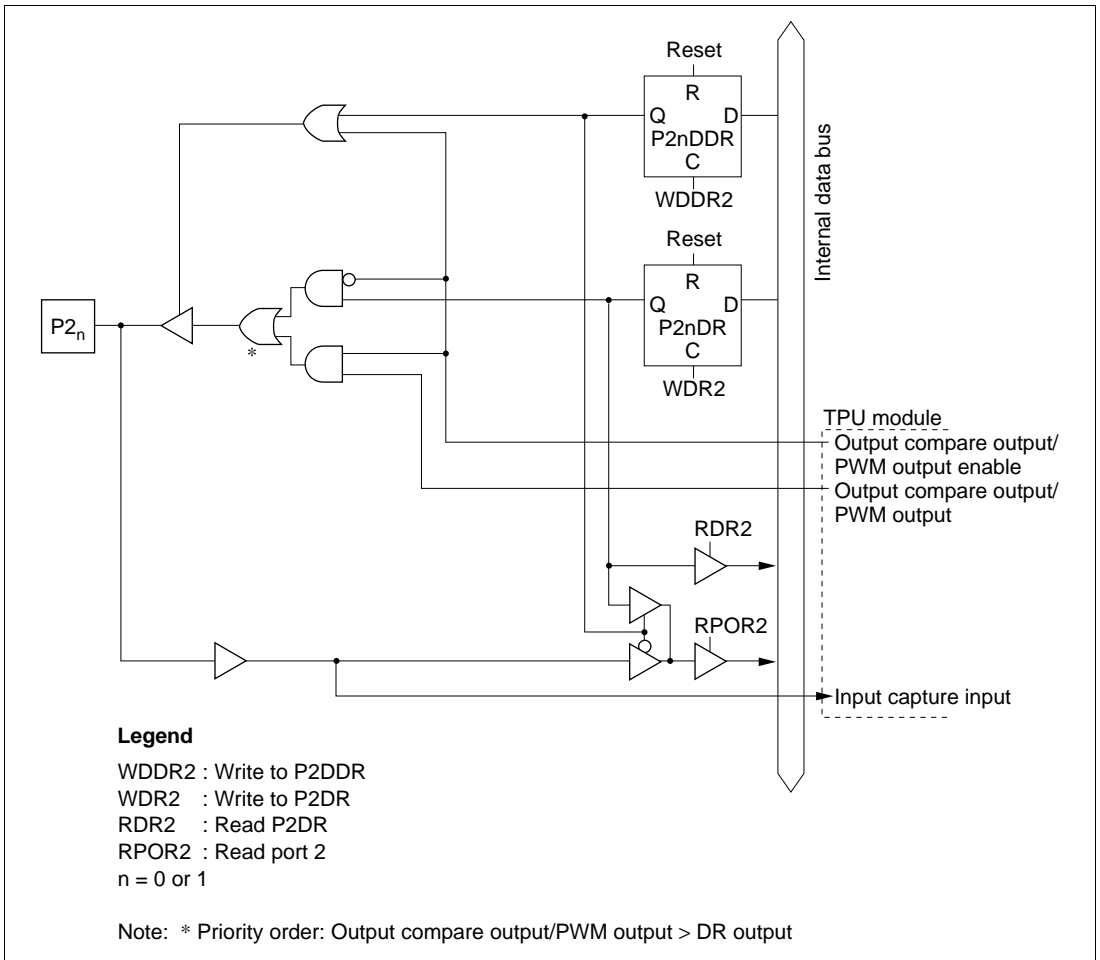 Reset
R
Q D
P2nDDR
C
WDDR2
Internal data bus
Reset
R
Q D
P2nDR
C
WDR2
P2n
*
TPU module
Output compare output/
PWM output enable
Output compare output/
PWM output
RDR2
RPOR2
Input capture input
Legend
WDDR2 : Write to P2DDR
WDR2 : Write to P2DR
RDR2 : Read P2DR
RPOR2 : Read port 2
n = 0 or 1
Note: * Priority order: Output compare output/PWM output > DR output